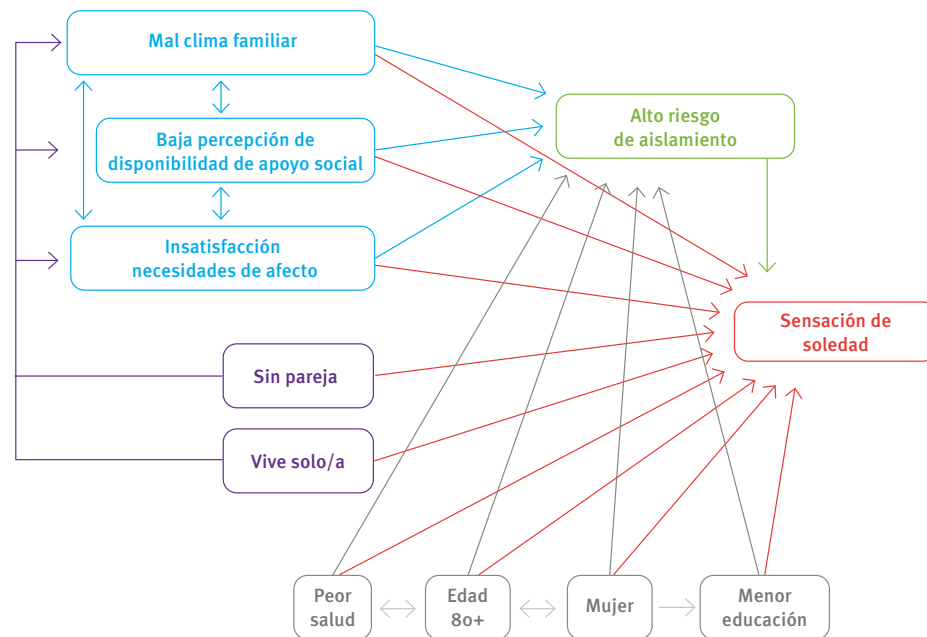 Mal clima familiar
Alto riesgo
de aislamiento
Baja percepción de
disponibilidad de apoyo social
Insatisfacción
necesidades de afecto
Sensación de
soledad
Sin pareja
Vive solo/a
Peor
salud
Edad
80+
Mujer
Menor
educación